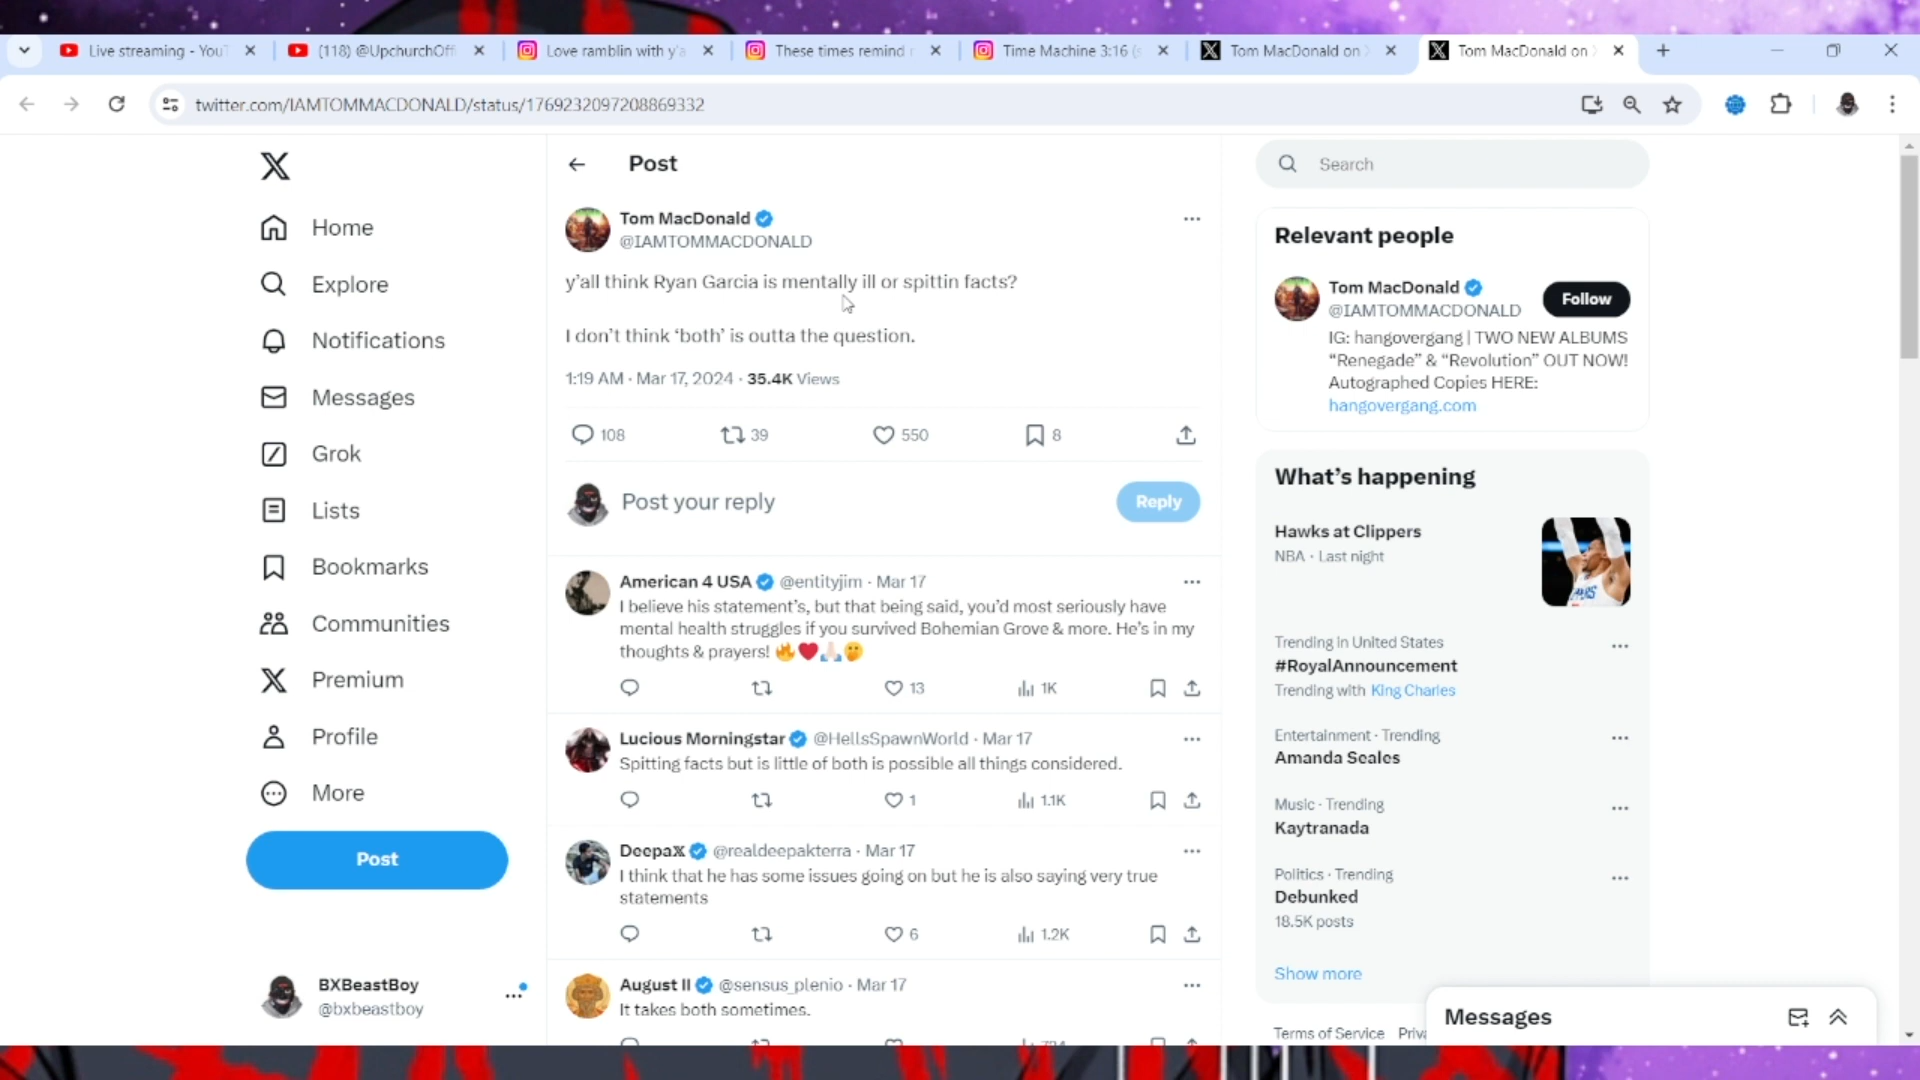 Live streaming - YouT
(118) @UpchurchOffi
Love ramblin with y'a
These times remind
Time Machine 3:16 (s
Tom MacDonald on X
Tom MacDonald on X
twitter.com/IAMTOMMACDONALD/status/1769232097208869332
Home
Explore
Notifications
Messages
Grok
Lists
Bookmarks
Communities
Premium
Profile
More
Post
BXBeastBoy
@bxbeastboy
Post
Tom MacDonald
@IAMTOMMACDONALD
y'all think Ryan Garcia is mentally ill or spittin facts?
I don't think ‘both’ is outta the question.
1:19 AM · Mar 17, 2024 · 35.4K Views
108 39 550 8
Post your reply
Reply
American 4 USA @entityjim · Mar 17
I believe his statement's, but that being said, you'd most seriously have
mental health struggles if you survived Bohemian Grove & more. He's in my
thoughts & prayers! 🔥❤️🙏🏻🤭
13 1K
Lucious Morningstar @HellsSpawnWorld · Mar 17
Spitting facts but is little of both is possible all things considered.
1 1.1K
Deepa𝕏 @realdeepakterra · Mar 17
I think that he has some issues going on but he is also saying very true
statements
6 1.2K
August II @sensus_plenio · Mar 17
It takes both sometimes.
Search
Relevant people
Tom MacDonald
@IAMTOMMACDONALD
Follow
IG: hangovergang | TWO NEW ALBUMS
“Renegade” & “Revolution” OUT NOW!
Autographed Copies HERE:
hangovergang.com
What's happening
Hawks at Clippers
NBA · Last night
Trending in United States
#RoyalAnnouncement
Trending with King Charles
Entertainment · Trending
Amanda Seales
Music · Trending
Kaytranada
Politics · Trending
Debunked
18.5K posts
Show more
Terms of Service
Messages